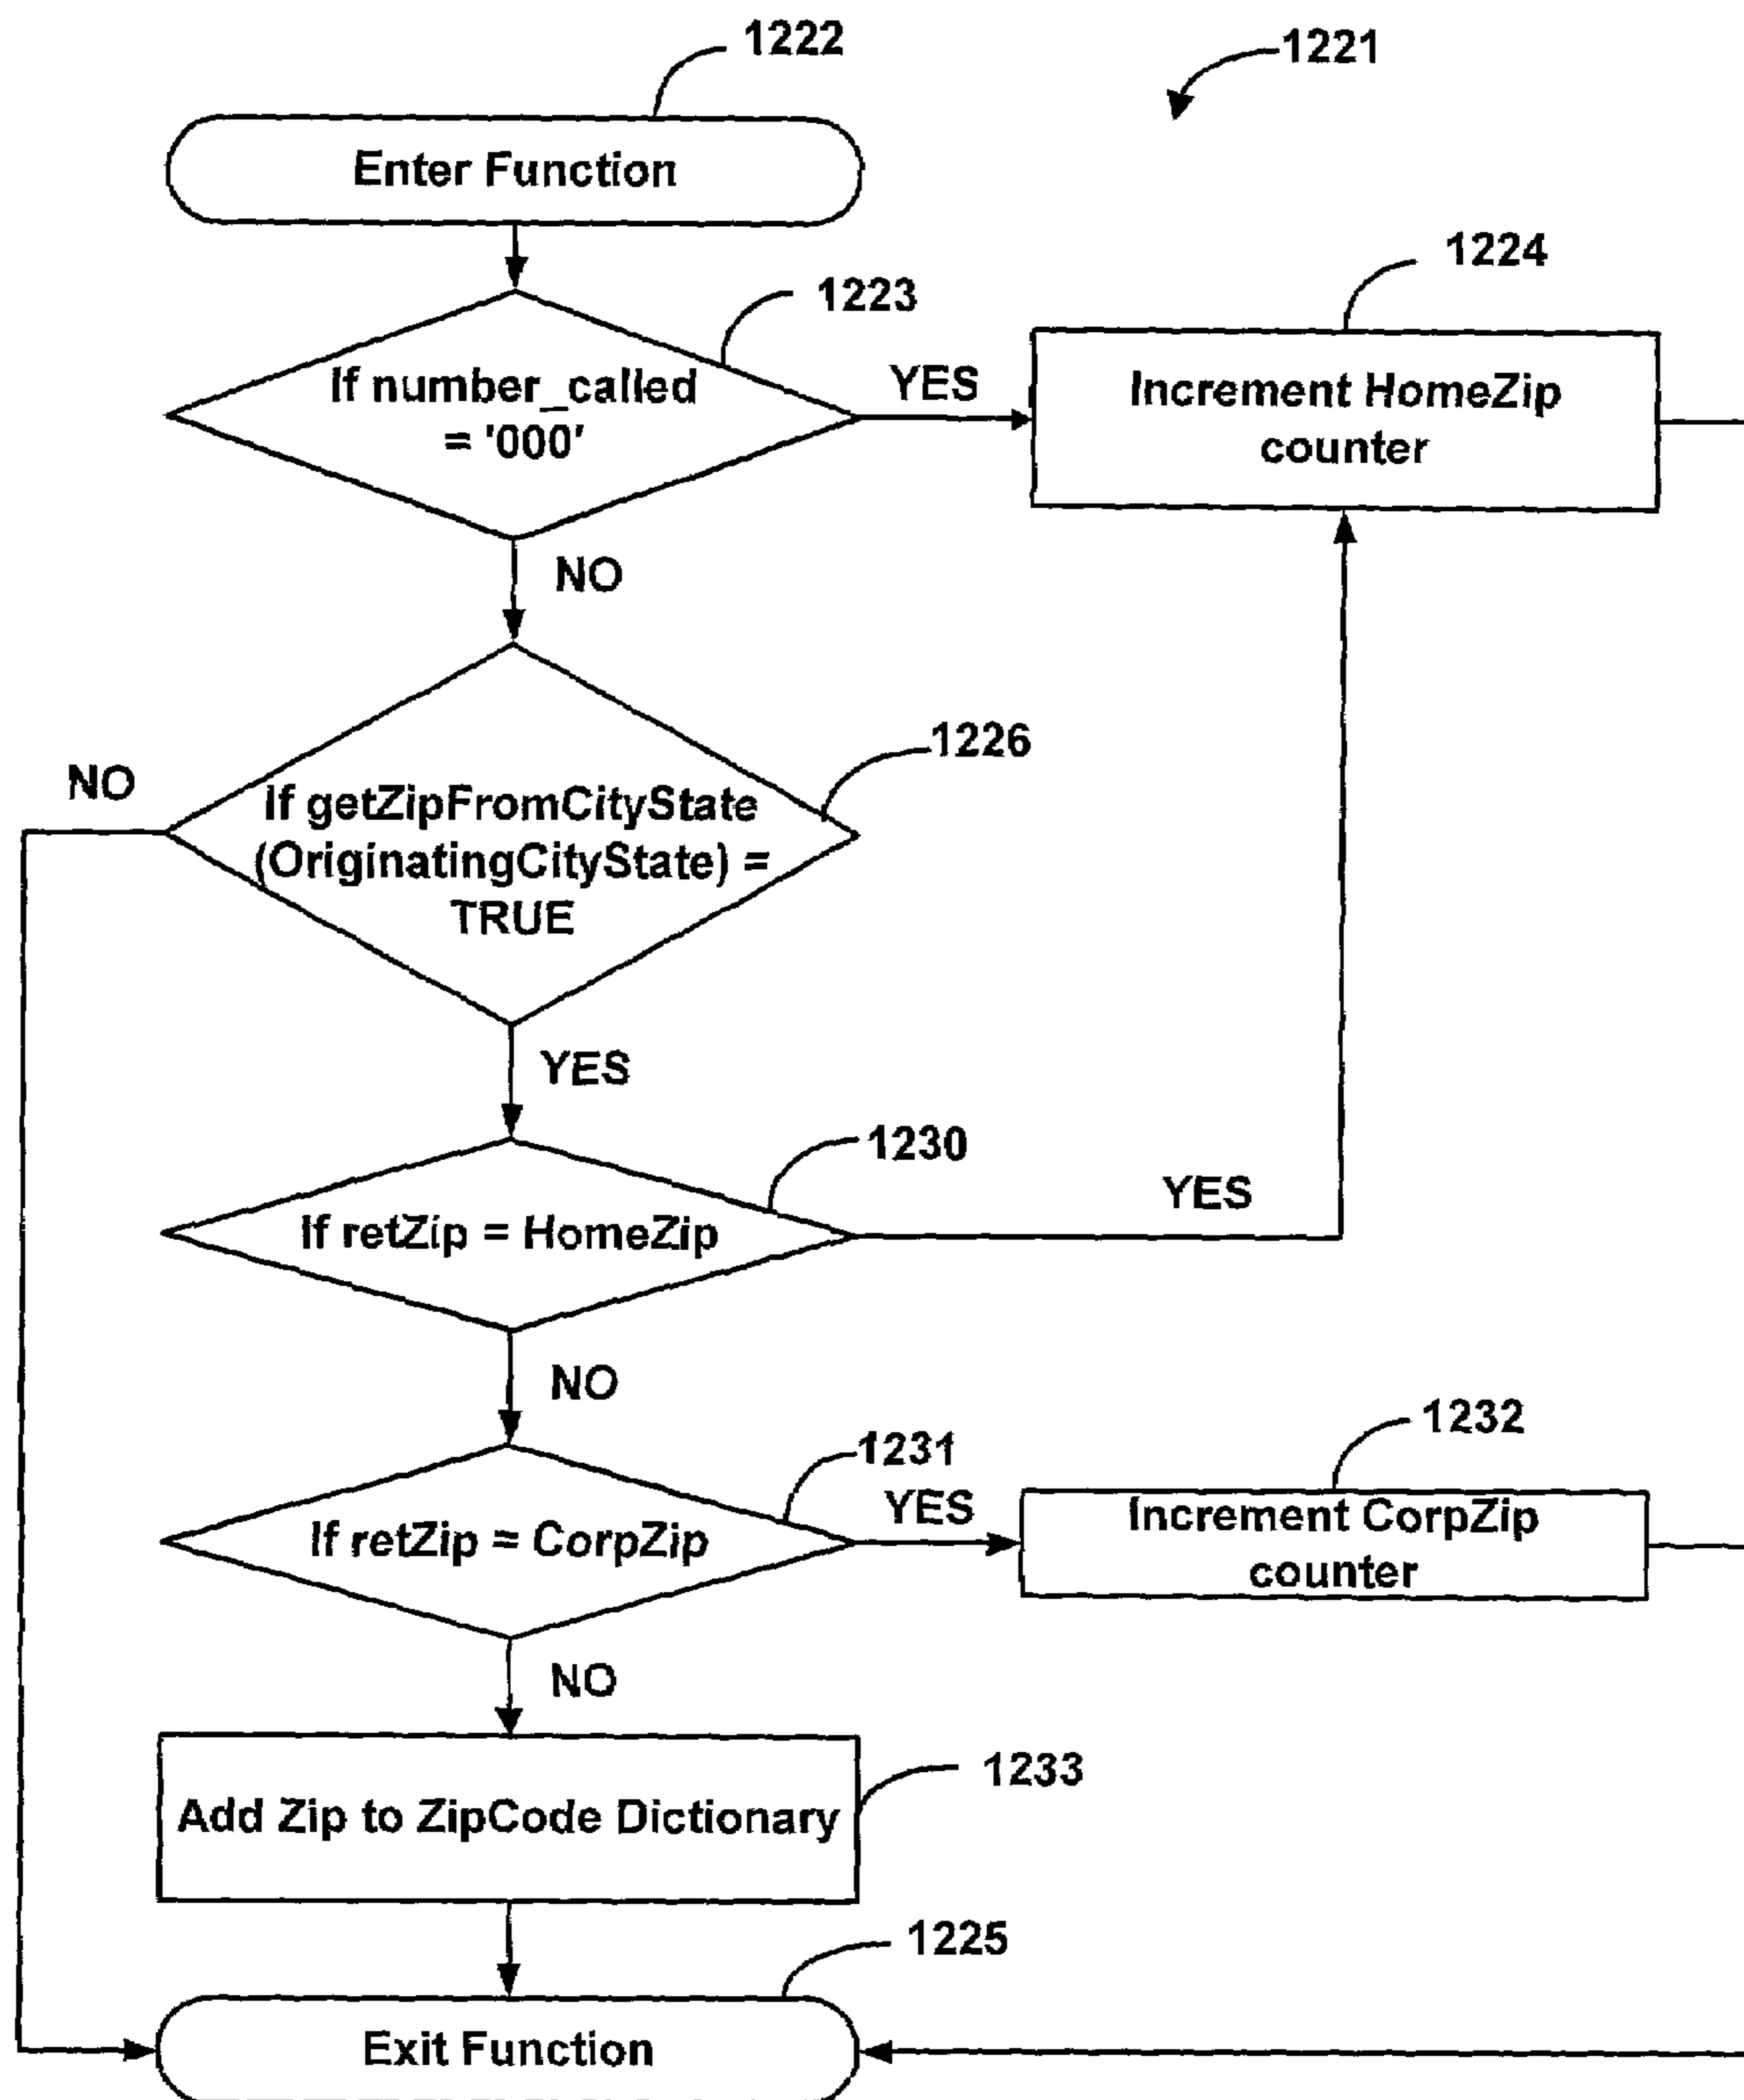 1222
1221
Enter Function
1223
1224
If number_called
= '000'
YES
Increment HomeZip
counter
NO
1226
NO
If getZipFromCityState
(OriginatingCityState) =
TRUE
YES
1230
YES
If retZip = HomeZip
NO
1231
1232
YES
If retZip = CorpZip
Increment CorpZip
counter
NO
1233
Add Zip to ZipCode Dictionary
1225
Exit Function